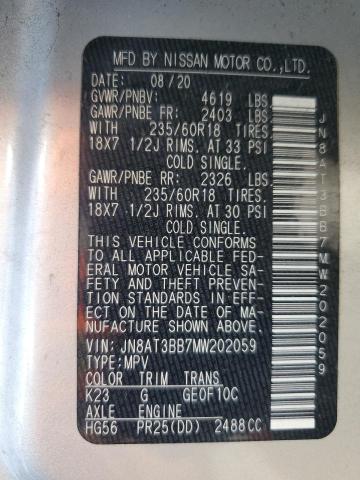 MFD BY NISSAN MOTOR CO.,LTD.
DATE: 08/20
GVWR/PNBV: 4619 LBS.
GAWR/PNBE FR: 2403 LBS.
WITH 235/60R18 TIRES.
18X7 1/2J RIMS. AT 33 PSI
COLD SINGLE.
GAWR/PNBE RR: 2326 LBS.
WITH 235/60R18 TIRES.
18X7 1/2J RIMS. AT 30 PSI
COLD SINGLE.
THIS VEHICLE CONFORMS
TO ALL APPLICABLE FED-
ERAL MOTOR VEHICLE SA-
FETY AND THEFT PREVENTION
STANDARDS IN EFF-
ECT ON THE DATE OF MA-
NUFACTURE SHOWN ABOVE.
VIN: JN8AT3BB7MW202059
TYPE:MPV
COLOR TRIM TRANS
K23 G GE0F10C
AXLE ENGINE
HG56 PR25(DD) 2488CC
JN8AT3BB7MW202059